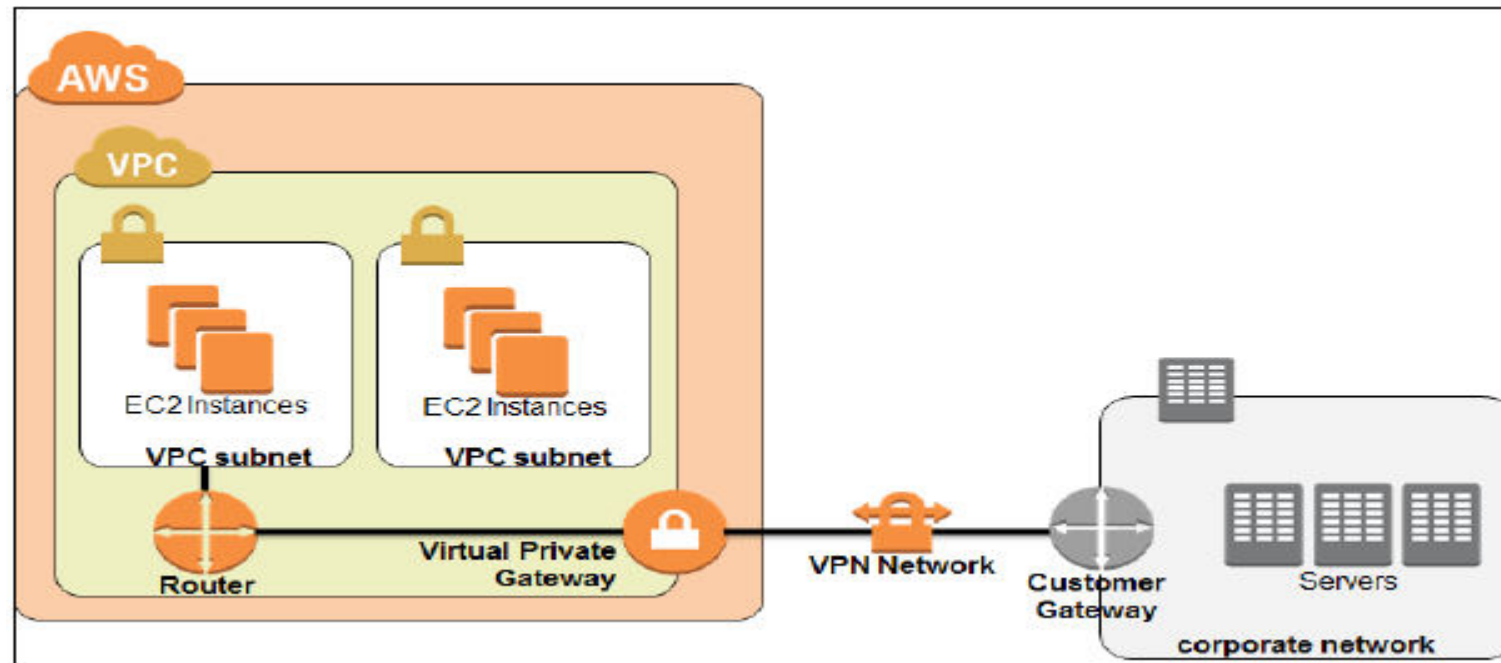 AWS
VPC
EC2 Instances
VPC subnet
EC2 Instances
VPC subnet
Router
Virtual Private
Gateway
VPN Network
Customer
Gateway
Servers
corporate network